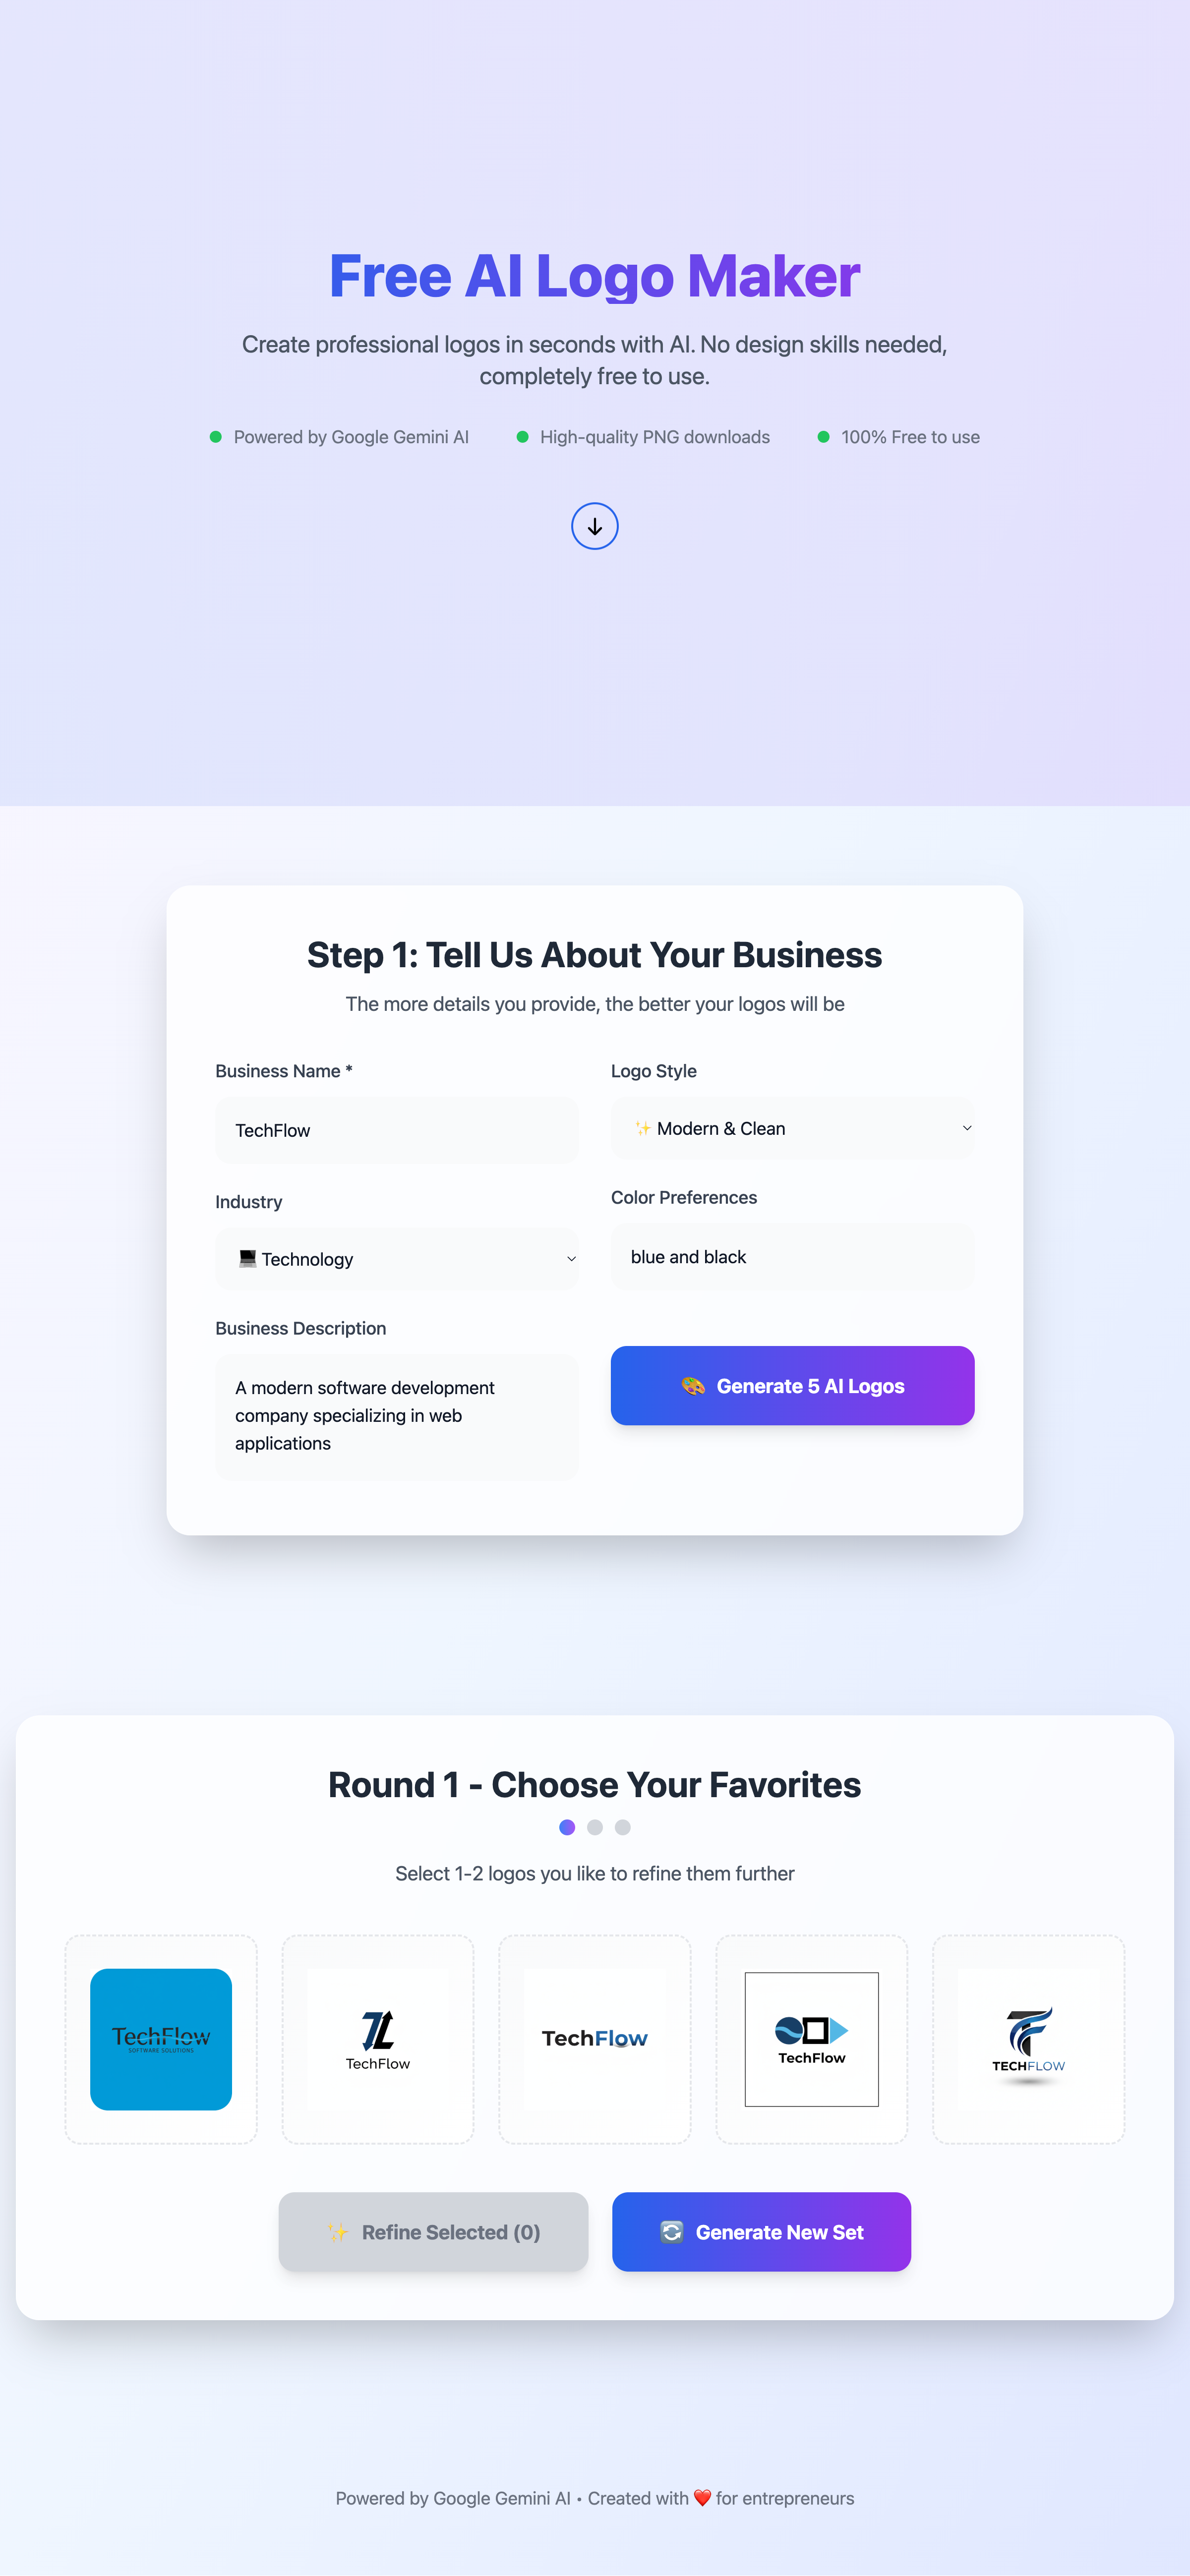 Free AI Logo Maker
Create professional logos in seconds with AI. No design skills needed,
completely free to use.
Powered by Google Gemini AI
High-quality PNG downloads
100% Free to use
Step 1: Tell Us About Your Business
The more details you provide, the better your logos will be
Business Name *
TechFlow
Industry
💻 Technology
Business Description
A modern software development
company specializing in web
applications
Logo Style
✨ Modern & Clean
Color Preferences
blue and black
🎨 Generate 5 AI Logos
Round 1 - Choose Your Favorites
Select 1-2 logos you like to refine them further
TechFlow
SOFTWARE SOLUTIONS
TechFlow
TechFlow
TechFlow
TECHFLOW
✨ Refine Selected (0)
🔄 Generate New Set
Powered by Google Gemini AI • Created with ❤️ for entrepreneurs